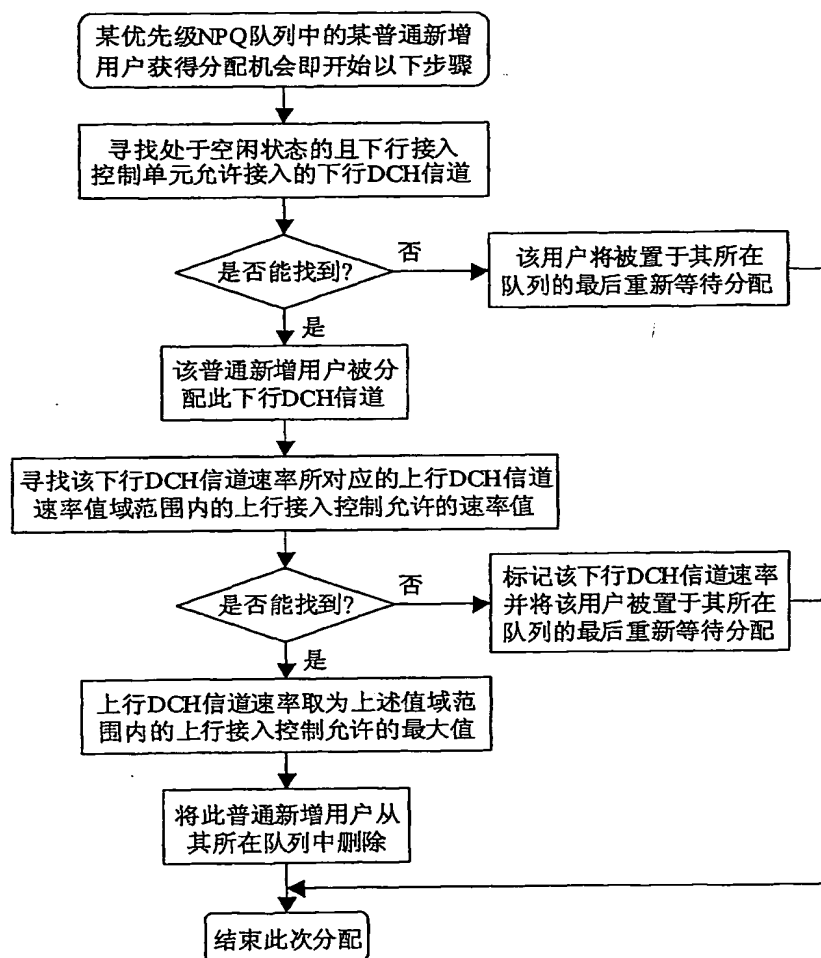 某优先级NPQ队列中的某普通新增
用户获得分配机会即开始以下步骤
寻找处于空闲状态的且下行接入
控制单元允许接入的下行DCH信道
是否能找到?
否
该用户将被置于其所在
队列的最后重新等待分配
是
该普通新增用户被分
配此下行DCH信道
寻找该下行DCH信道速率所对应的上行DCH信道
速率值域范围内的上行接入控制允许的速率值
是否能找到?
否
标记该下行DCH信道速率
并将该用户被置于其所在
队列的最后重新等待分配
是
上行DCH信道速率取为上述值域范
围内的上行接入控制允许的最大值
将此普通新增用户从
其所在队列中删除
结束此次分配